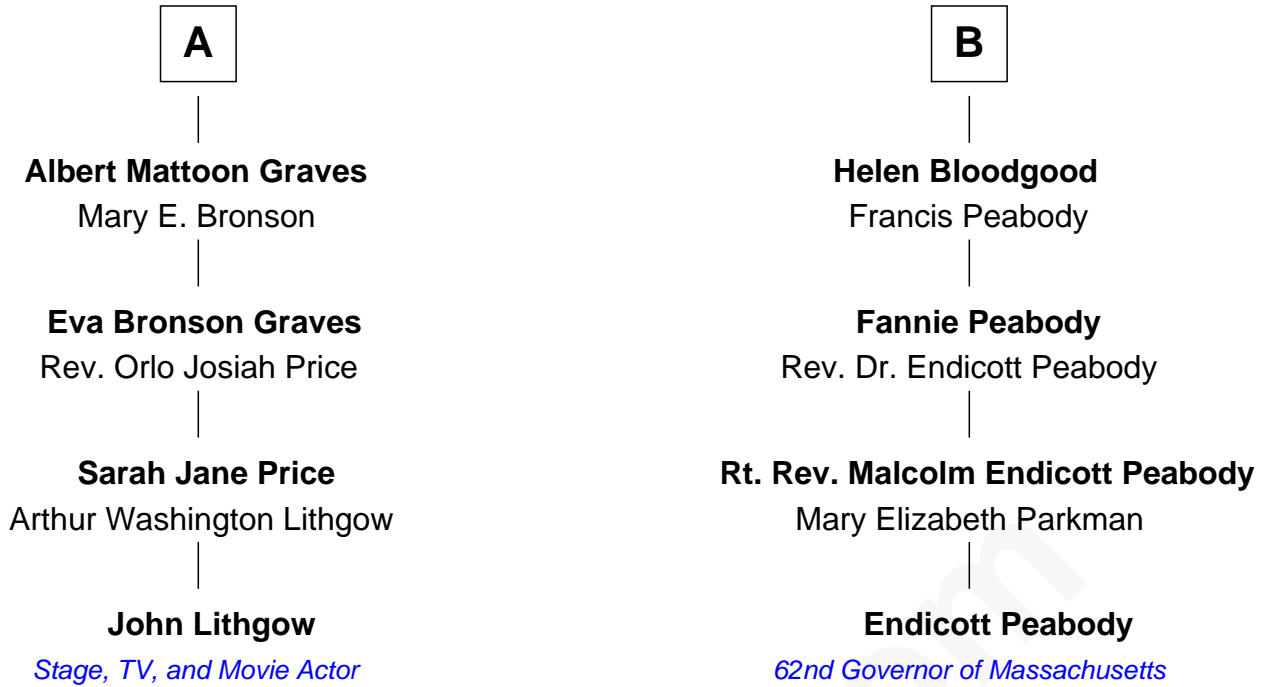 A
Albert Mattoon Graves
Mary E. Bronson
Eva Bronson Graves
Rev. Orlo Josiah Price
Sarah Jane Price
Arthur Washington Lithgow
John Lithgow
Stage, TV, and Movie Actor
B
Helen Bloodgood
Francis Peabody
Fannie Peabody
Rev. Dr. Endicott Peabody
Rt. Rev. Malcolm Endicott Peabody
Mary Elizabeth Parkman
Endicott Peabody
62nd Governor of Massachusetts